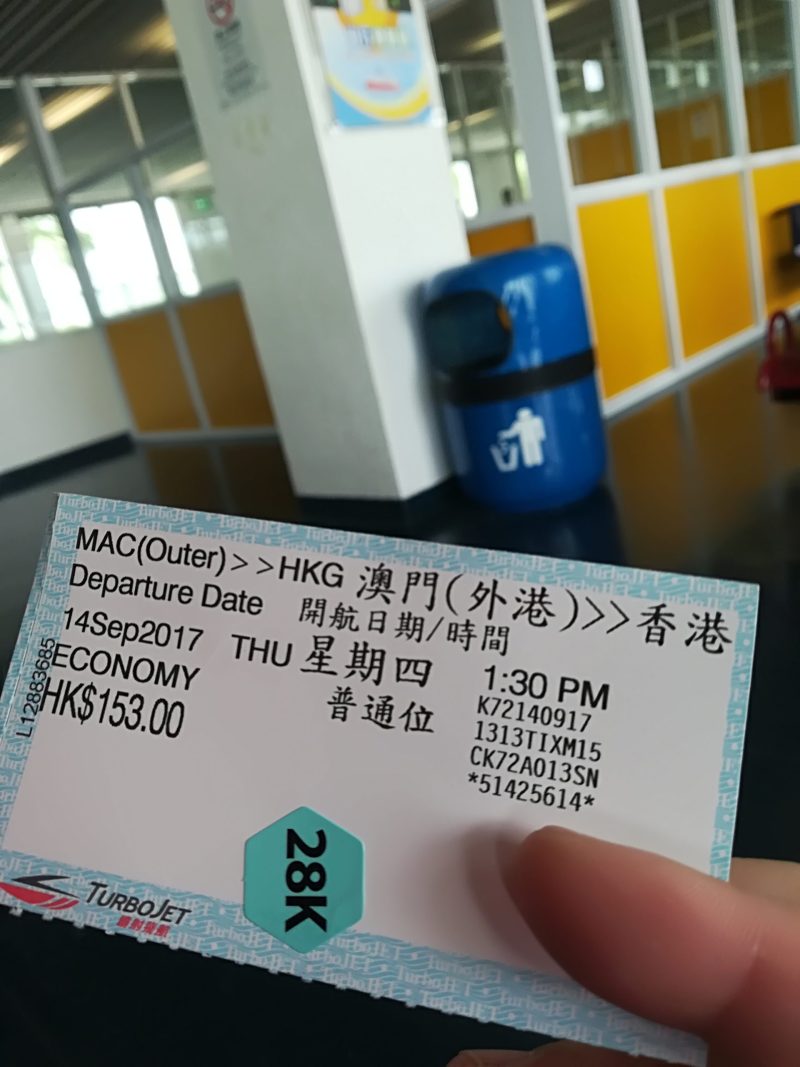 MAC(Outer)>>HKG 澳門(外港)>>香港
Departure Date 開航日期/時間
14Sep2017 THU 星期四 1:30 PM
ECONOMY 普通位 K72140917
HK$153.00 1313TIXM15
CK72A013SN
*51425614*
L12883685
28K
TURBOJET
噴射飛航